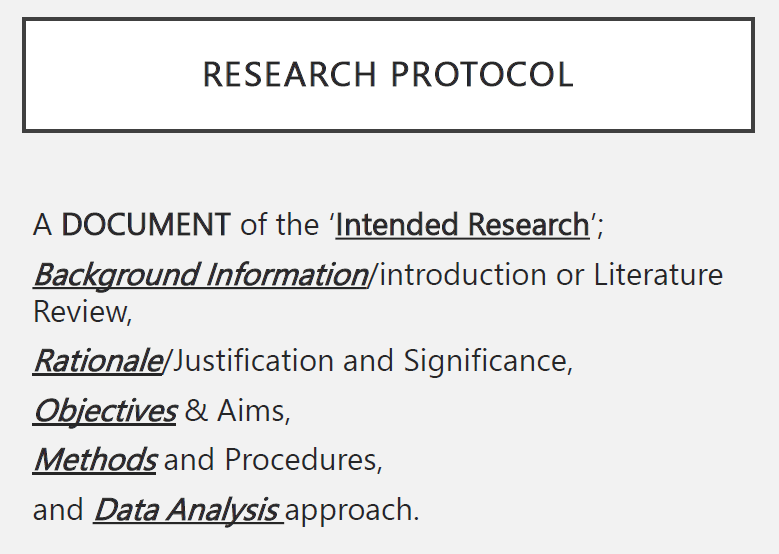 RESEARCH PROTOCOL
A DOCUMENT of the ‘Intended Research’;
Background Information/introduction or Literature
Review,
Rationale/Justification and Significance,
Objectives & Aims,
Methods and Procedures,
and Data Analysis approach.